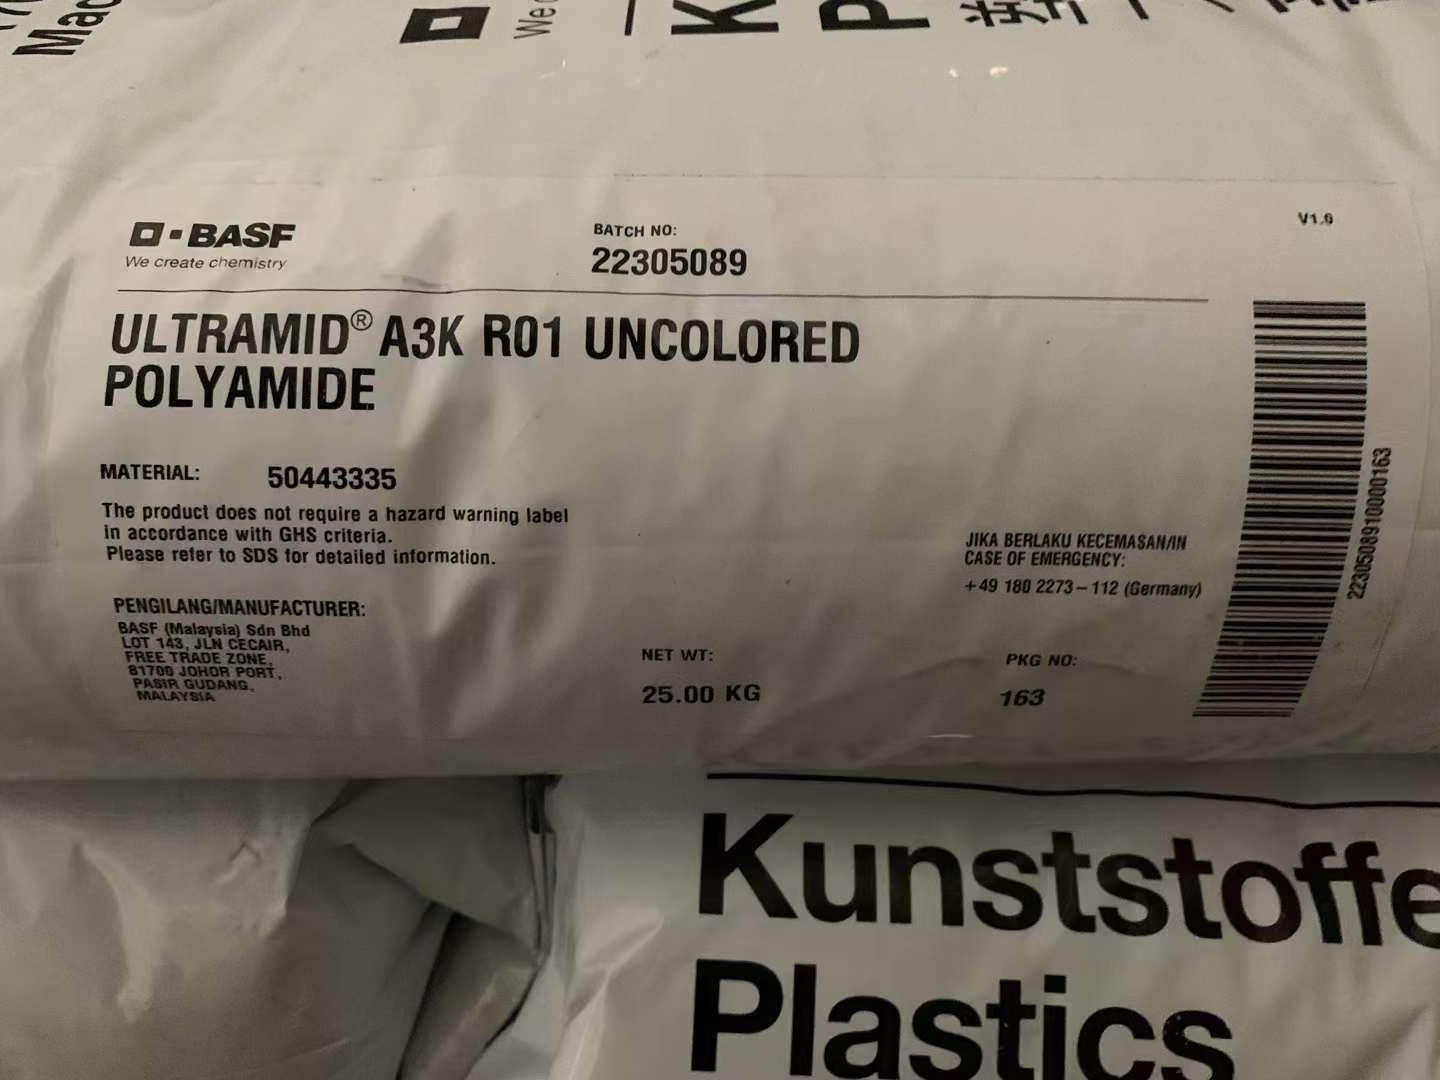 Mac
We c
K
P
BASF
We create chemistry
BATCH NO:
22305089
V1.0
ULTRAMID® A3K R01 UNCOLORED
POLYAMIDE
MATERIAL: 50443335
The product does not require a hazard warning label
in accordance with GHS criteria.
Please refer to SDS for detailed information.
JIKA BERLAKU KECEMASAN/IN
CASE OF EMERGENCY:
+49 180 2273-112 (Germany)
PENGILANG/MANUFACTURER:
BASF (Malaysia) Sdn Bhd
LOT 143, JLN CECAIR,
FREE TRADE ZONE,
81700 JOHOR PORT,
PASIR GUDANG,
MALAYSIA
NET WT:
25.00 KG
PKG NO:
163
2230508910000163
Kunststoffe
Plastics